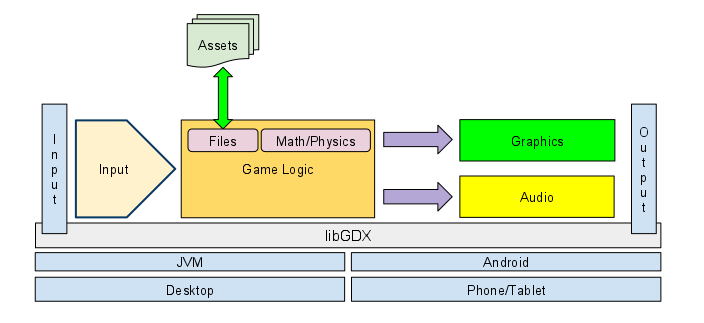 Assets
Input
Input
Files
Math/Physics
Game Logic
Graphics
Audio
Output
libGDX
JVM
Android
Desktop
Phone/Tablet